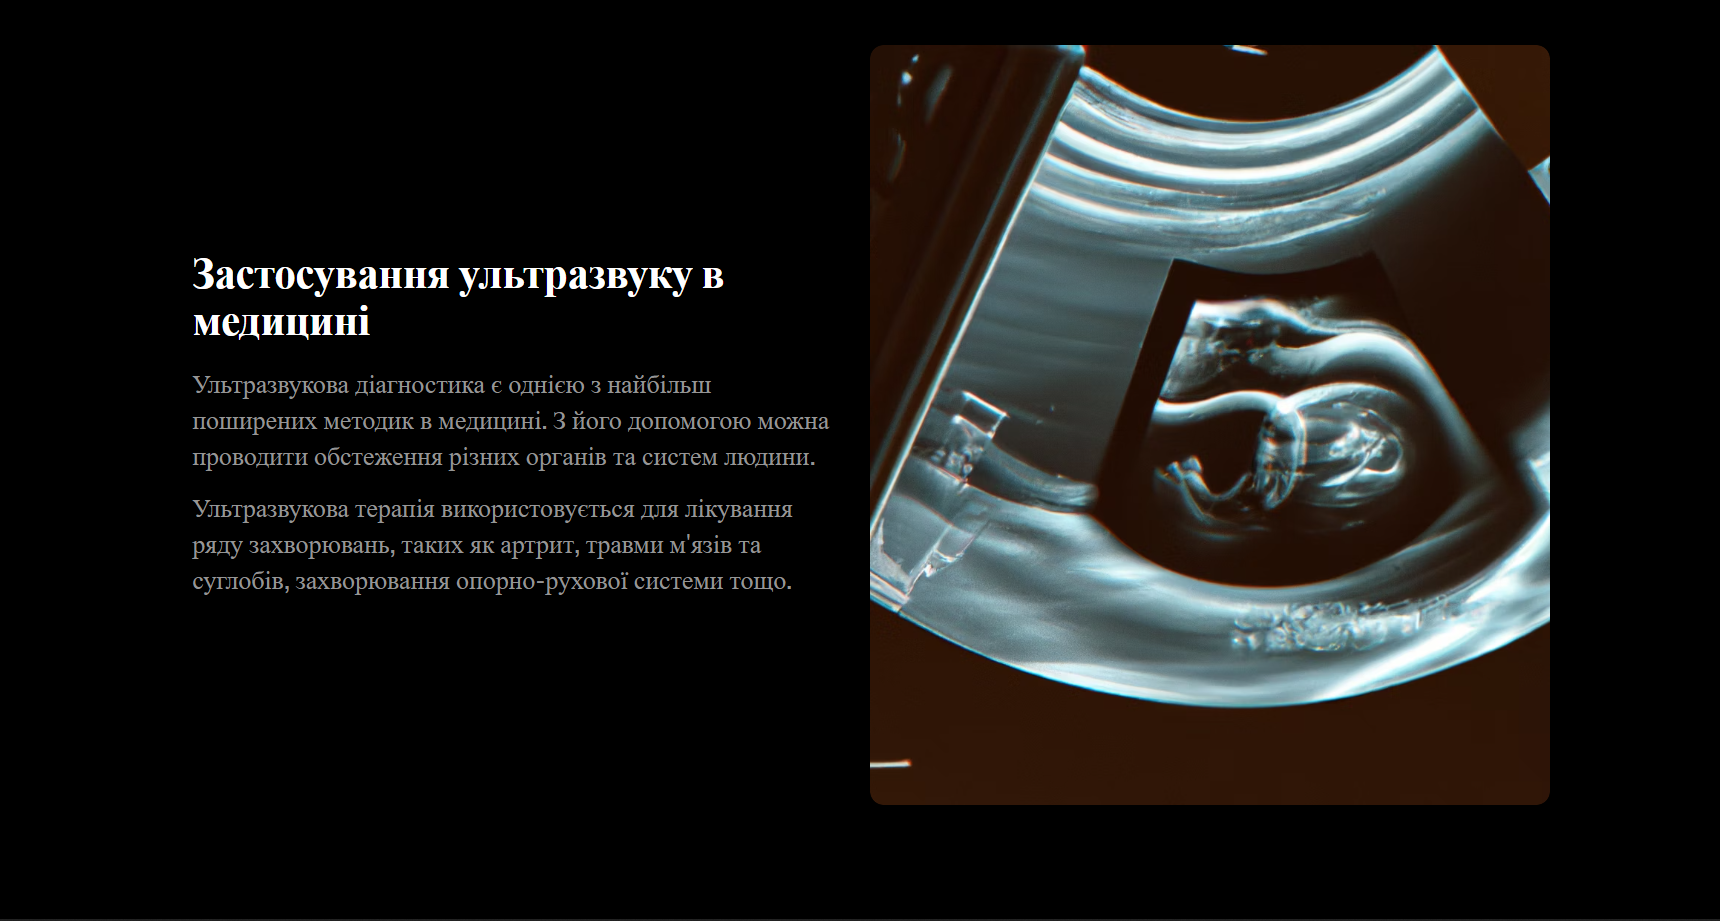 Застосування ультразвуку в
медицині
Ультразвукова діагностика є однією з найбільш
поширених методик в медицині. З його допомогою можна
проводити обстеження різних органів та систем людини.
Ультразвукова терапія використовується для лікування
ряду захворювань, таких як артрит, травми м'язів та
суглобів, захворювання опорно-рухової системи тощо.